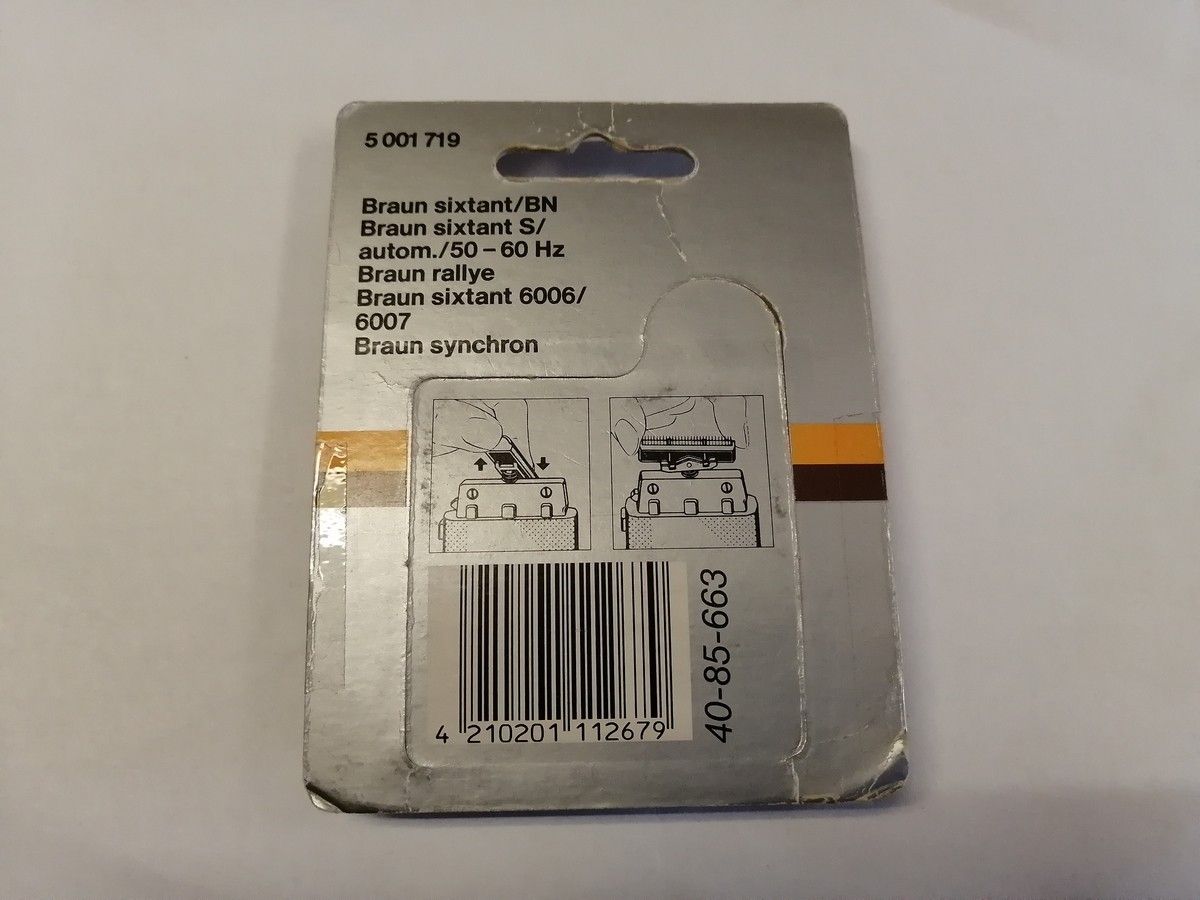 5 001 719
Braun sixtant/BN
Braun sixtant S/
autom./50 – 60 Hz
Braun rallye
Braun sixtant 6006/
6007
Braun synchron
40-85-663
4 210201 112679